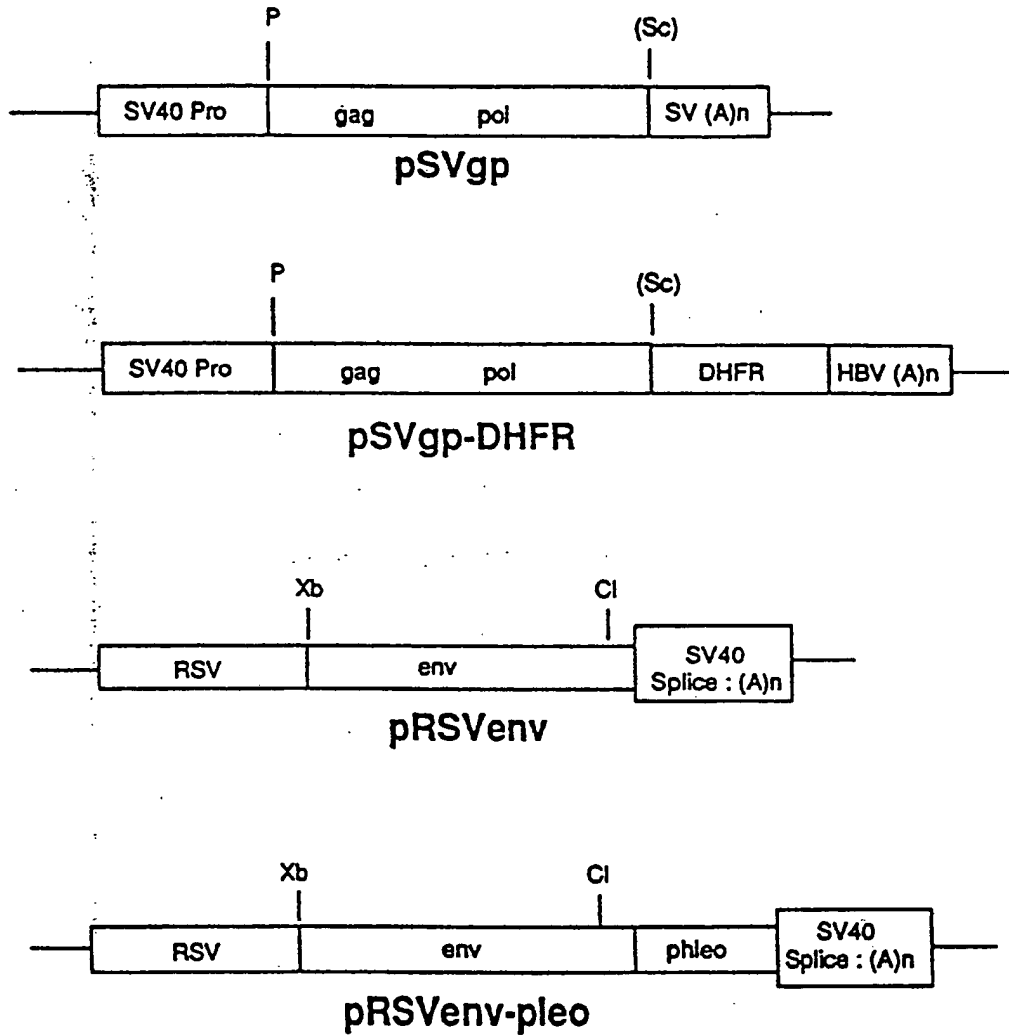 P (Sc)
SV40 Pro gag pol SV (A)n
pSVgp
P (Sc)
SV40 Pro gag pol DHFR HBV (A)n
pSVgp-DHFR
Xb Cl
RSV env SV40
Splice : (A)n
pRSVenv
Xb Cl
RSV env phleo SV40
Splice : (A)n
pRSVenv-pleo